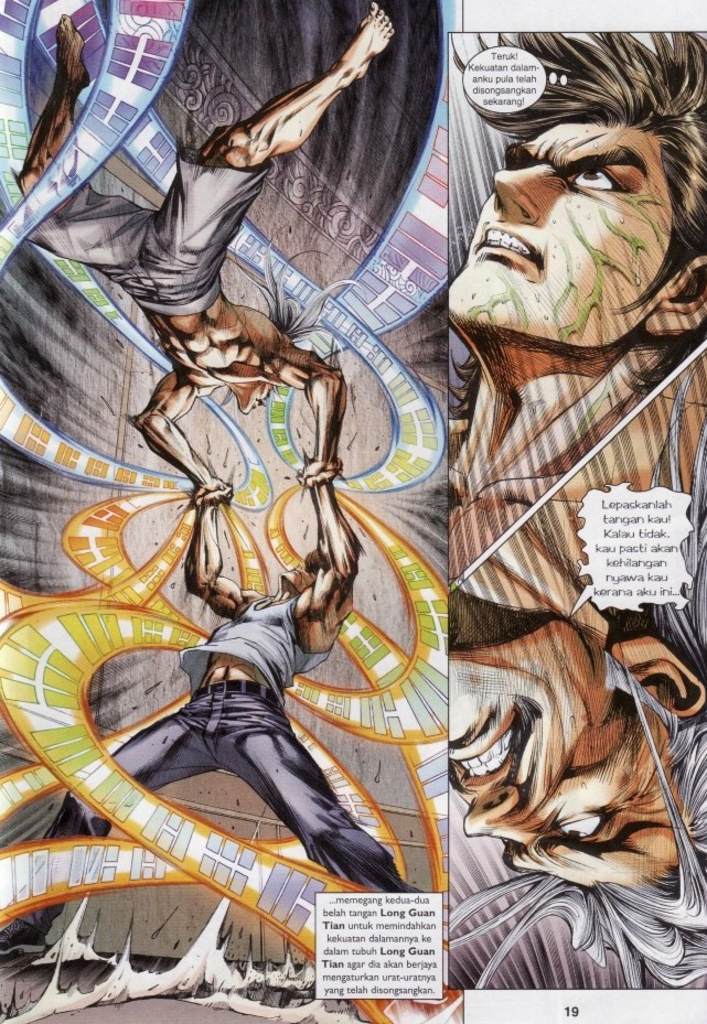 Teruk!
Kekuatan dalam-
anku pula telah
disongsangkan
sekarang!
Lepaskanlah
tangan kau!
Kalau tidak,
kau pasti akan
kehilangan
nyawa kau
kerana aku ini...
...memegang kedua-dua
belah tangan Long Guan
Tian untuk memindahkan
kekuatan dalamannya ke
dalam tubuh Long Guan
Tian agar dia akan berjaya
mengaturkan urat-uratnya
yang telah disongsangkan.
19